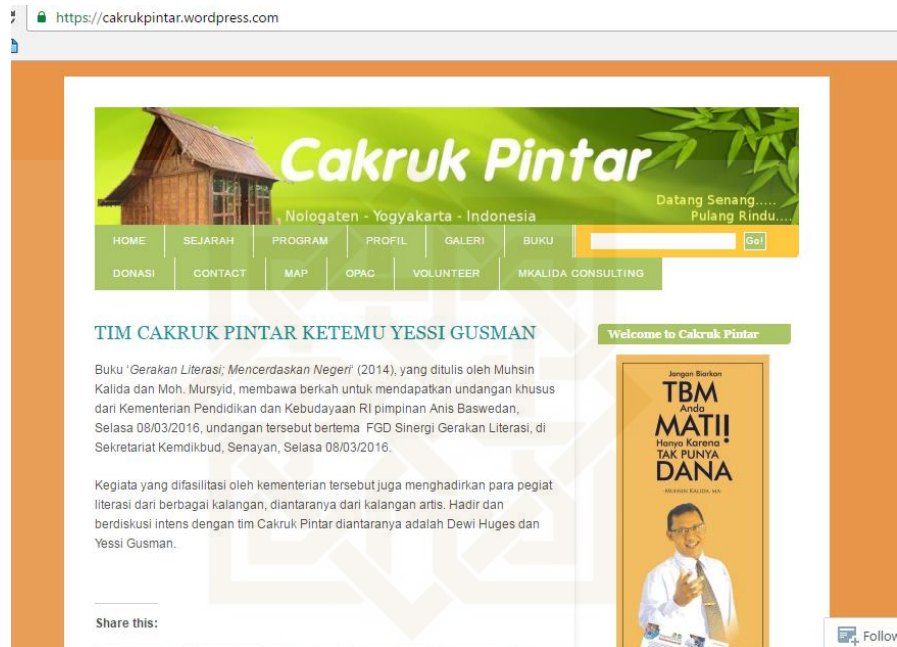 https://cakrukpintar.wordpress.com
Cakruk Pintar
Nologaten - Yogyakarta - Indonesia
Datang Senang.....
Pulang Rindu....
HOME SEJARAH PROGRAM PROFIL GALERI BUKU Go!
DONASI CONTACT MAP OPAC VOLUNTEER MKALIDA CONSULTING
TIM CAKRUK PINTAR KETEMU YESSI GUSMAN
Buku ‘Gerakan Literasi; Mencerdaskan Negeri’ (2014), yang ditulis oleh Muhsin
Kalida dan Moh. Mursyid, membawa berkah untuk mendapatkan undangan khusus
dari Kementerian Pendidikan dan Kebudayaan RI pimpinan Anis Baswedan,
Selasa 08/03/2016, undangan tersebut bertema FGD Sinergi Gerakan Literasi, di
Sekretariat Kemdikbud, Senayan, Selasa 08/03/2016.
Kegiata yang difasilitasi oleh kementerian tersebut juga menghadirkan para pegiat
literasi dari berbagai kalangan, diantaranya dari kalangan artis. Hadir dan
berdiskusi intens dengan tim Cakruk Pintar diantaranya adalah Dewi Huges dan
Yessi Gusman.
Share this:
Welcome to Cakruk Pintar
Jangan Biarkan
TBM
Anda
MATI!!
Hanya Karena
TAK PUNYA
DANA
-MUHSIN KALIDA, MA-
Follow